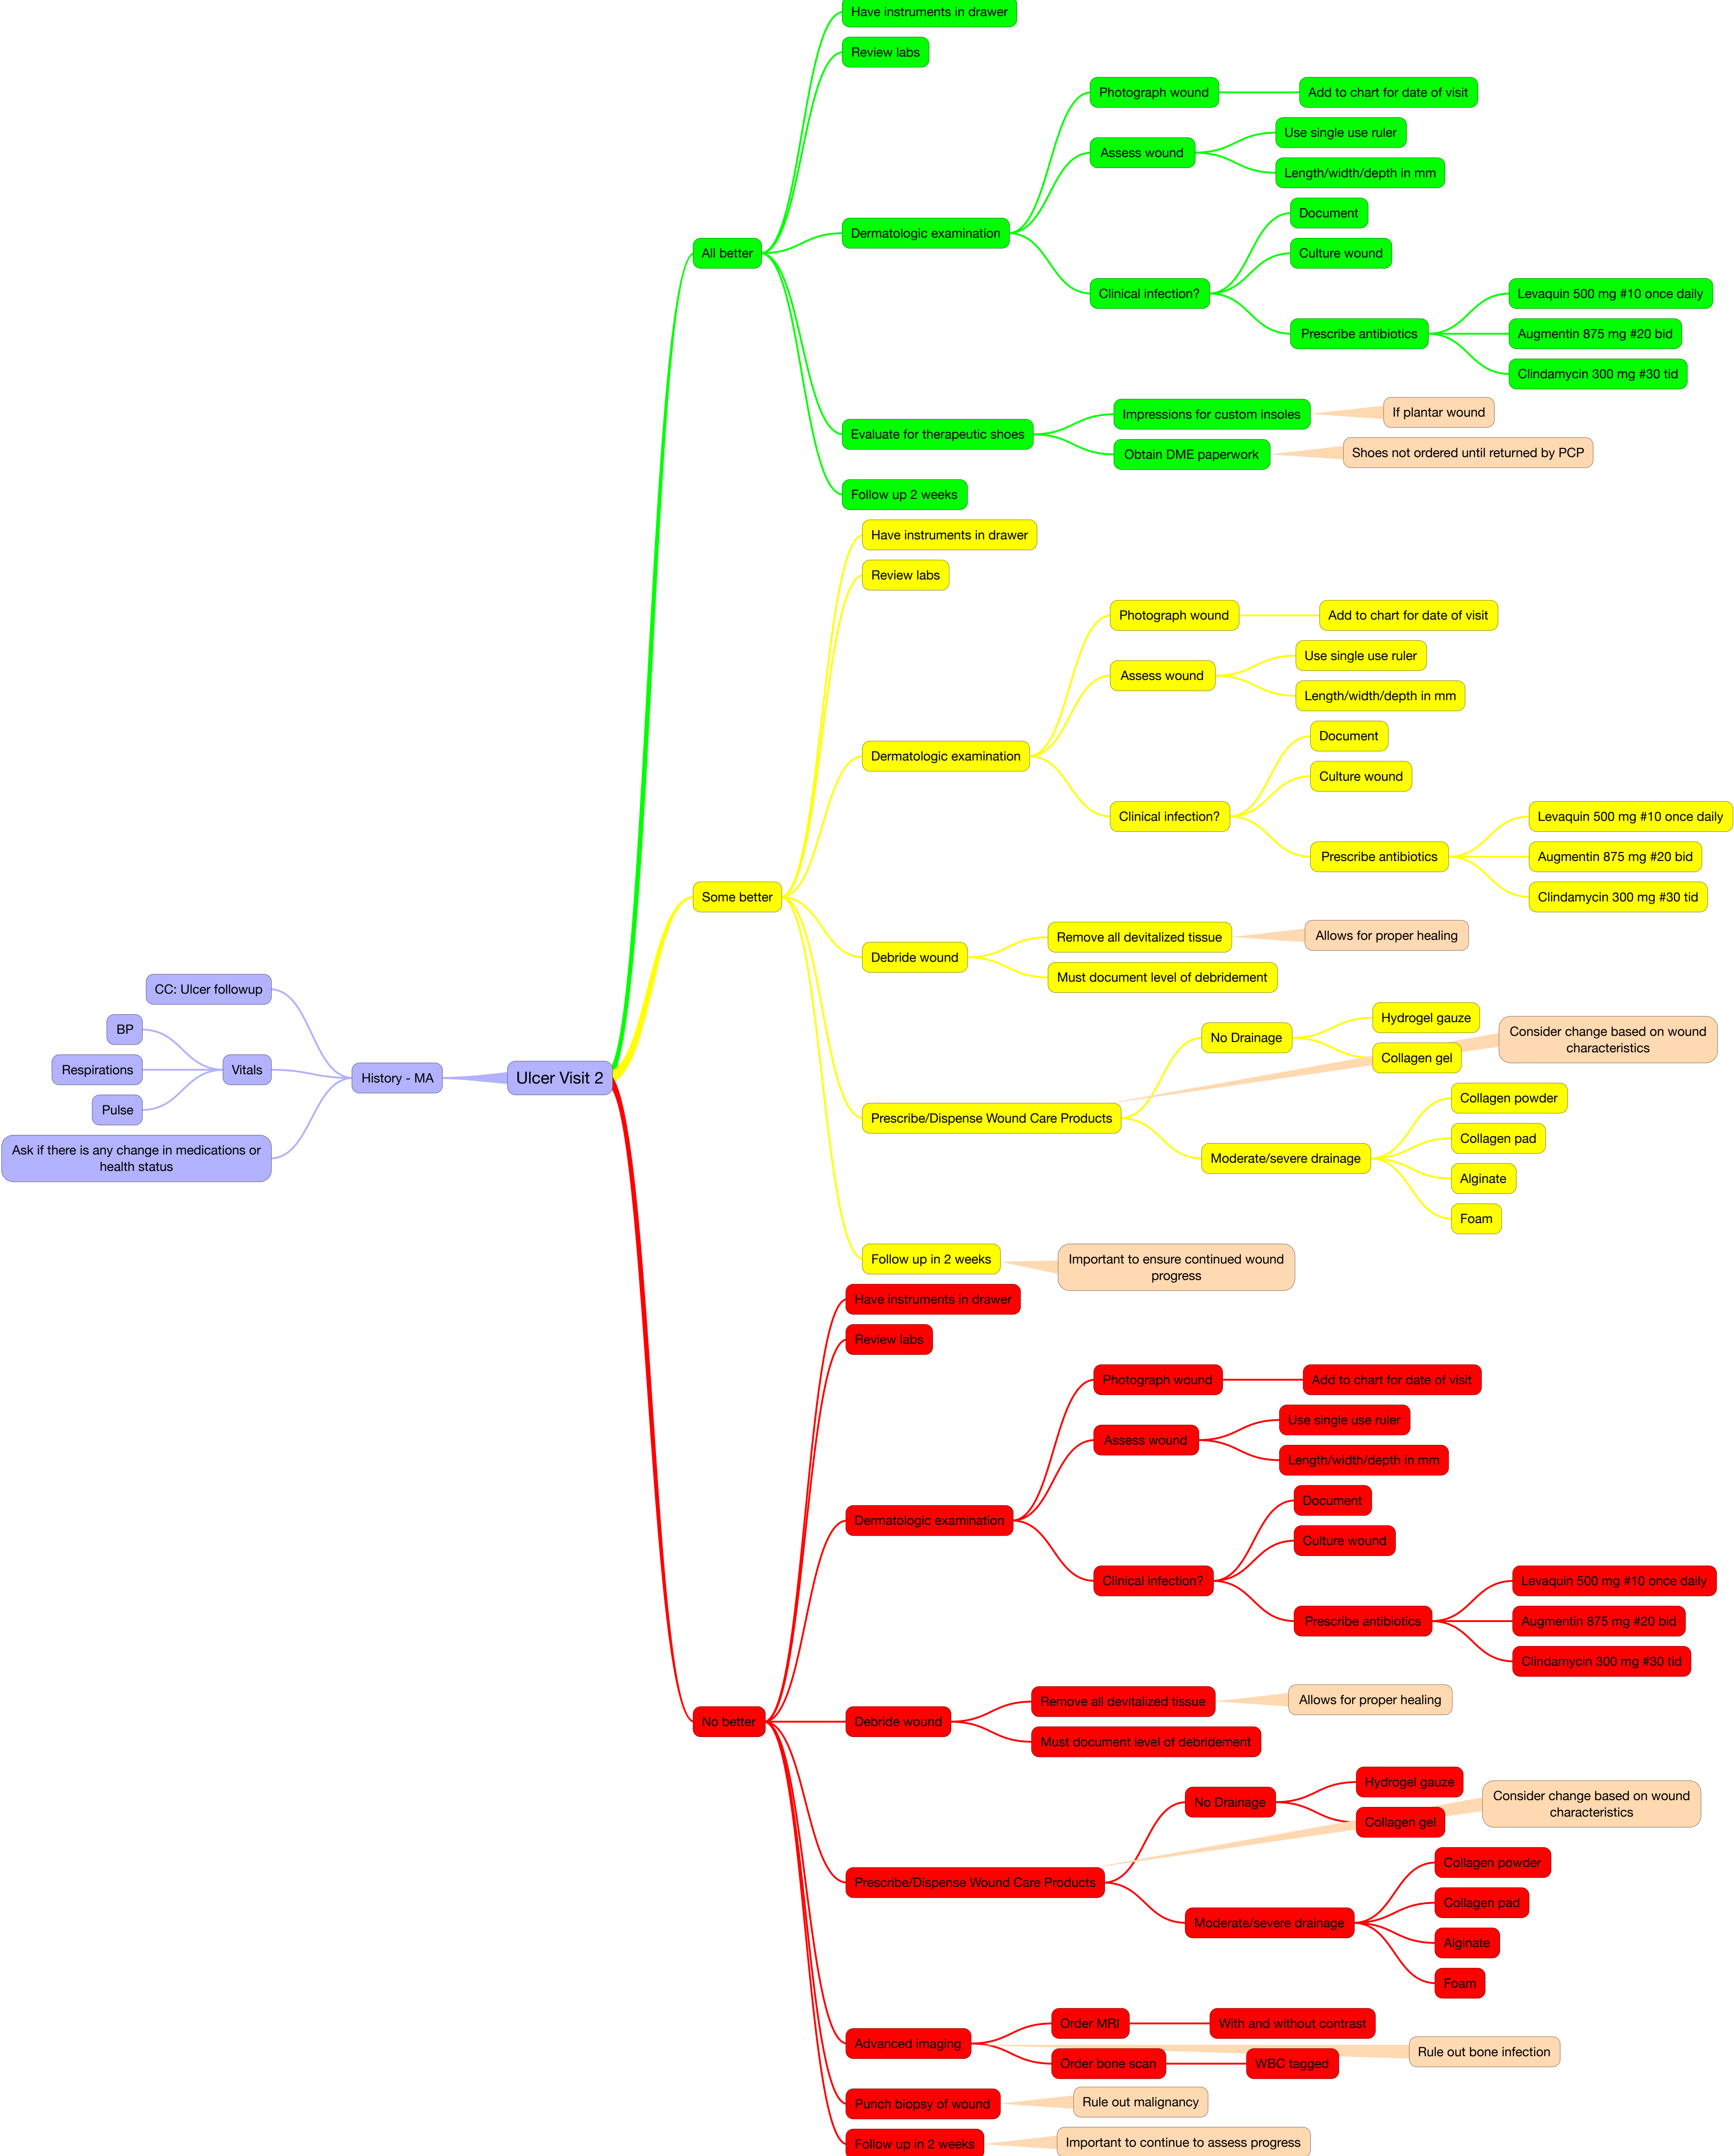 Have instruments in drawer
Review labs
Photograph wound
Add to chart for date of visit
Use single use ruler
Assess wound
Length/width/depth in mm
Document
Dermatologic examination
All better
Culture wound
Clinical infection?
Levaquin 500 mg #10 once daily
Prescribe antibiotics
Augmentin 875 mg #20 bid
Clindamycin 300 mg #30 tid
Impressions for custom insoles
If plantar wound
Evaluate for therapeutic shoes
Obtain DME paperwork
Shoes not ordered until returned by PCP
Follow up 2 weeks
Have instruments in drawer
Review labs
Photograph wound
Add to chart for date of visit
Use single use ruler
Assess wound
Length/width/depth in mm
Document
Dermatologic examination
Culture wound
Clinical infection?
Levaquin 500 mg #10 once daily
Prescribe antibiotics
Augmentin 875 mg #20 bid
Clindamycin 300 mg #30 tid
Some better
Remove all devitalized tissue
Allows for proper healing
Debride wound
Must document level of debridement
No Drainage
Hydrogel gauze
Collagen gel
Consider change based on wound
characteristics
Prescribe/Dispense Wound Care Products
Collagen powder
Collagen pad
Moderate/severe drainage
Alginate
Foam
Follow up in 2 weeks
Important to ensure continued wound
progress
CC: Ulcer followup
BP
Respirations
Vitals
Pulse
History - MA
Ulcer Visit 2
Ask if there is any change in medications or
health status
Have instruments in drawer
Review labs
Photograph wound
Add to chart for date of visit
Use single use ruler
Assess wound
Length/width/depth in mm
Document
Dermatologic examination
Culture wound
Clinical infection?
Levaquin 500 mg #10 once daily
Prescribe antibiotics
Augmentin 875 mg #20 bid
Clindamycin 300 mg #30 tid
No better
Remove all devitalized tissue
Allows for proper healing
Debride wound
Must document level of debridement
No Drainage
Hydrogel gauze
Collagen gel
Consider change based on wound
characteristics
Prescribe/Dispense Wound Care Products
Collagen powder
Collagen pad
Moderate/severe drainage
Alginate
Foam
Order MRI
With and without contrast
Advanced imaging
Rule out bone infection
Order bone scan
WBC tagged
Punch biopsy of wound
Rule out malignancy
Follow up in 2 weeks
Important to continue to assess progress